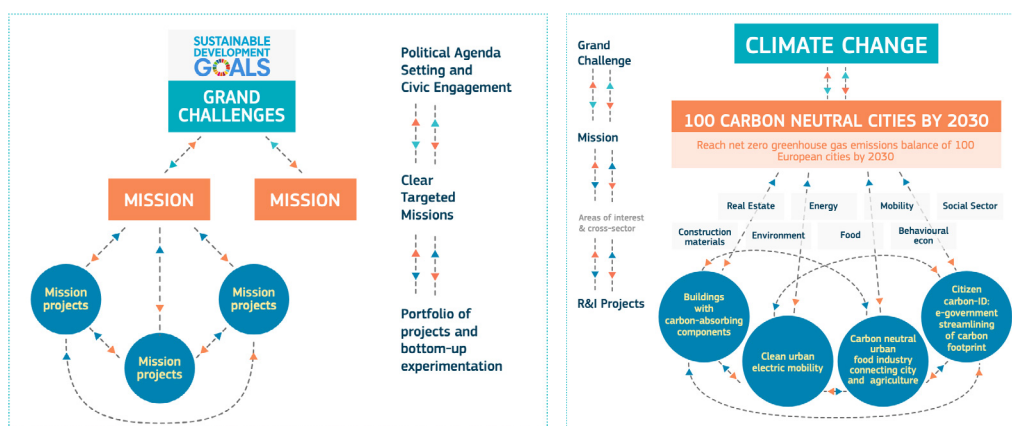 SUSTAINABLE
DEVELOPMENT
GOALS
GRAND
CHALLENGES
MISSION
MISSION
Mission
projects
Mission
projects
Mission
projects
Political Agenda
Setting and
Civic Engagement
Clear
Targeted
Missions
Portfolio of
projects and
bottom-up
experimentation
Grand
Challenge
Mission
Areas of interest
& cross-sector
R&I Projects
CLIMATE CHANGE
100 CARBON NEUTRAL CITIES BY 2030
Reach net zero greenhouse gas emissions balance of 100
European cities by 2030
Real Estate
Energy
Mobility
Social Sector
Construction
materials
Environment
Food
Behavioural
econ
Buildings
with
carbon-absorbing
components
Clean urban
electric mobility
Carbon neutral
urban
food industry
connecting city
and agriculture
Citizen
carbon-ID:
e-government
streamlining
of carbon
footprint